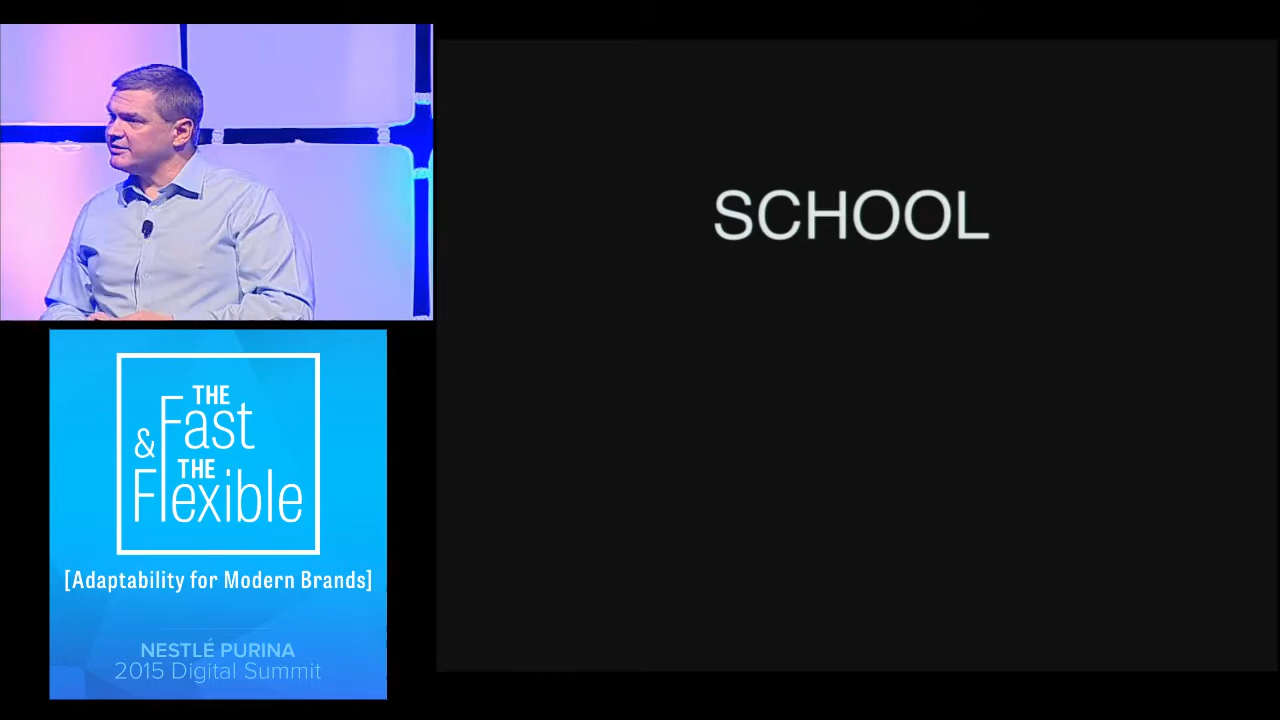 SCHOOL
THE
Fast
& THE
Flexible
[Adaptability for Modern Brands]
NESTLÉ PURINA
2015 Digital Summit